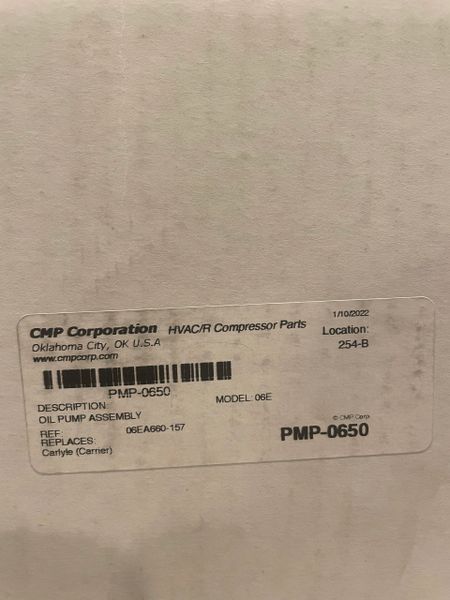 1/10/2022
CMP Corporation HVAC/R Compressor Parts
Location:
Oklahoma City, OK U.S.A
254-B
www.cmpcorp.com
PMP-0650
DESCRIPTION:
MODEL: 06E
OIL PUMP ASSEMBLY
REF: 06EA660-157
© CMP Corp
REPLACES:
PMP-0650
Carlyle (Carrier)